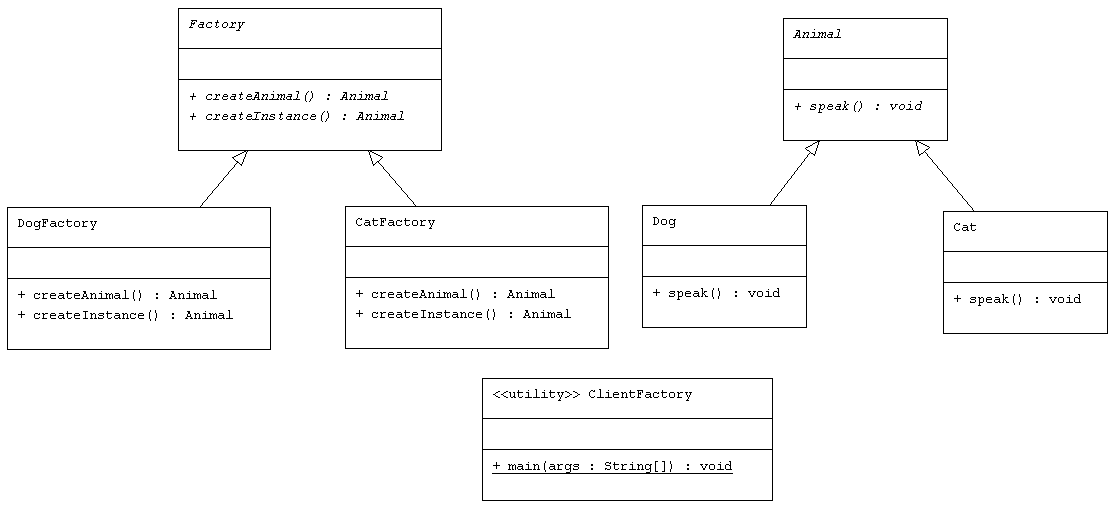 Factory
+ createAnimal() : Animal
+ createInstance() : Animal
Animal
+ speak() : void
DogFactory
+ createAnimal() : Animal
+ createInstance() : Animal
CatFactory
+ createAnimal() : Animal
+ createInstance() : Animal
Dog
+ speak() : void
Cat
+ speak() : void
<<utility>> ClientFactory
+ main(args : String[]) : void